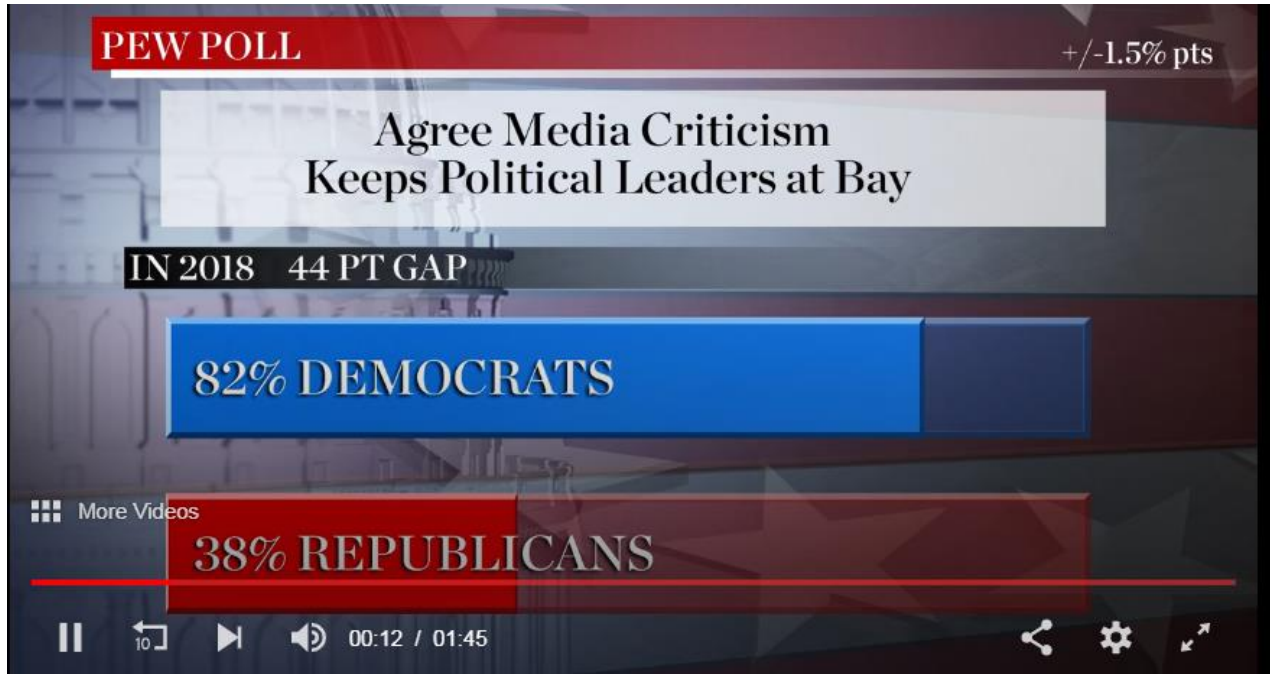 PEW POLL
+/-1.5% pts
Agree Media Criticism
Keeps Political Leaders at Bay
IN 2018 44 PT GAP
82% DEMOCRATS
More Videos
38% REPUBLICANS
10
00:12 / 01:45